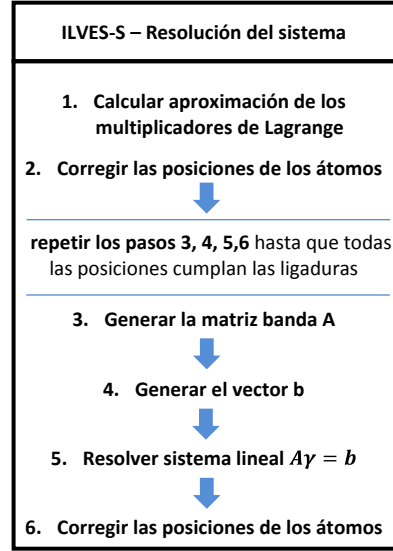 ILVES-S – Resolución del sistema
1. Calcular aproximación de los
multiplicadores de Lagrange
2. Corregir las posiciones de los átomos
repetir los pasos 3, 4, 5,6 hasta que todas
las posiciones cumplan las ligaduras
3. Generar la matriz banda A
4. Generar el vector b
5. Resolver sistema lineal Aγ = b
6. Corregir las posiciones de los átomos